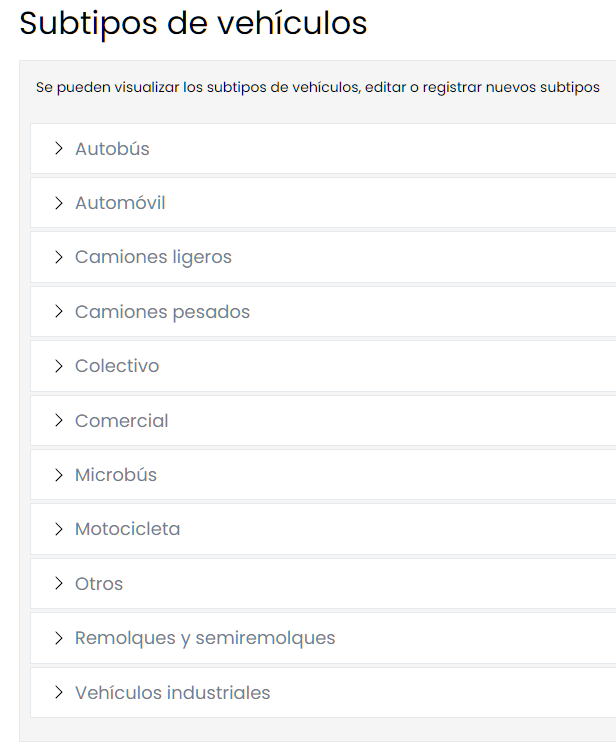 Subtipos de vehículos
Se pueden visualizar los subtipos de vehículos, editar o registrar nuevos subtipos
Autobús
Automóvil
Camiones ligeros
Camiones pesados
Colectivo
Comercial
Microbús
Motocicleta
Otros
Remolques y semiremolques
Vehículos industriales